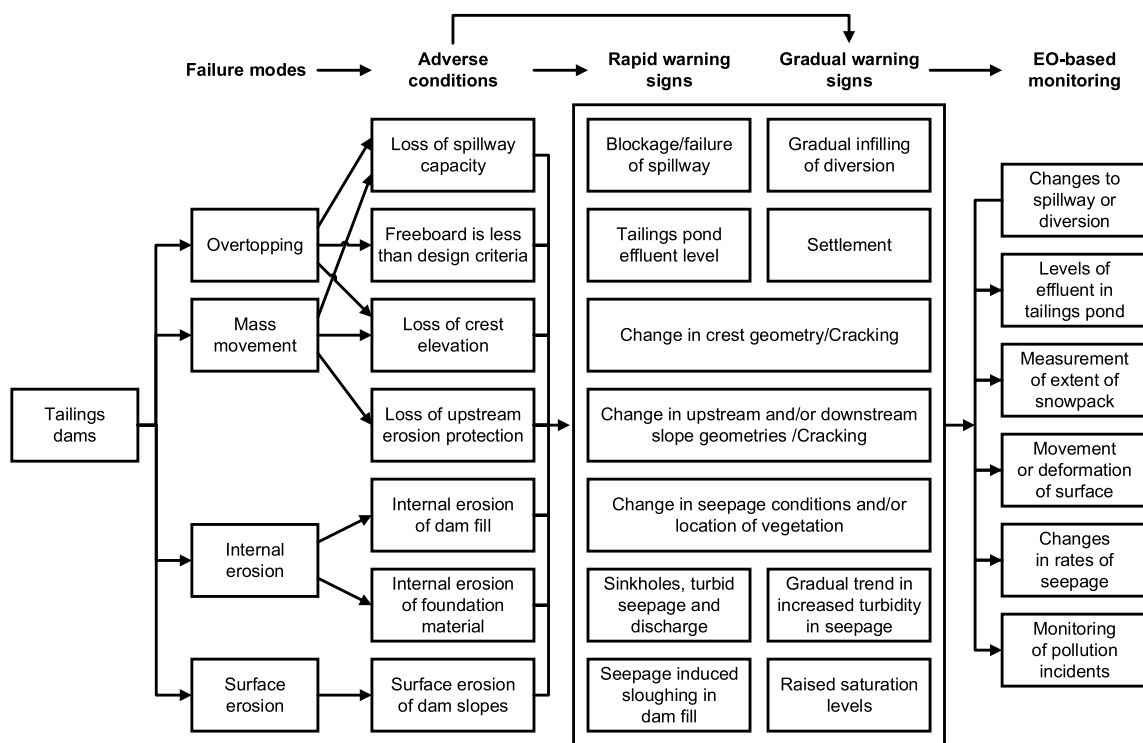 Failure modes
Adverse
conditions
Rapid warning
signs
Gradual warning
signs
EO-based
monitoring
Tailings
dams
Overtopping
Mass
movement
Internal
erosion
Surface
erosion
Loss of spillway
capacity
Freeboard is less
than design criteria
Loss of crest
elevation
Loss of upstream
erosion protection
Internal erosion
of dam fill
Internal erosion
of foundation
material
Surface erosion
of dam slopes
Blockage/failure
of spillway
Gradual infilling
of diversion
Tailings pond
effluent level
Settlement
Change in crest geometry/Cracking
Change in upstream and/or downstream
slope geometries /Cracking
Change in seepage conditions and/or
location of vegetation
Sinkholes, turbid
seepage and
discharge
Gradual trend in
increased turbidity
in seepage
Seepage induced
sloughing in
dam fill
Raised saturation
levels
Changes to
spillway or
diversion
Levels of
effluent in
tailings pond
Measurement
of extent of
snowpack
Movement
or deformation
of surface
Changes
in rates of
seepage
Monitoring
of pollution
incidents